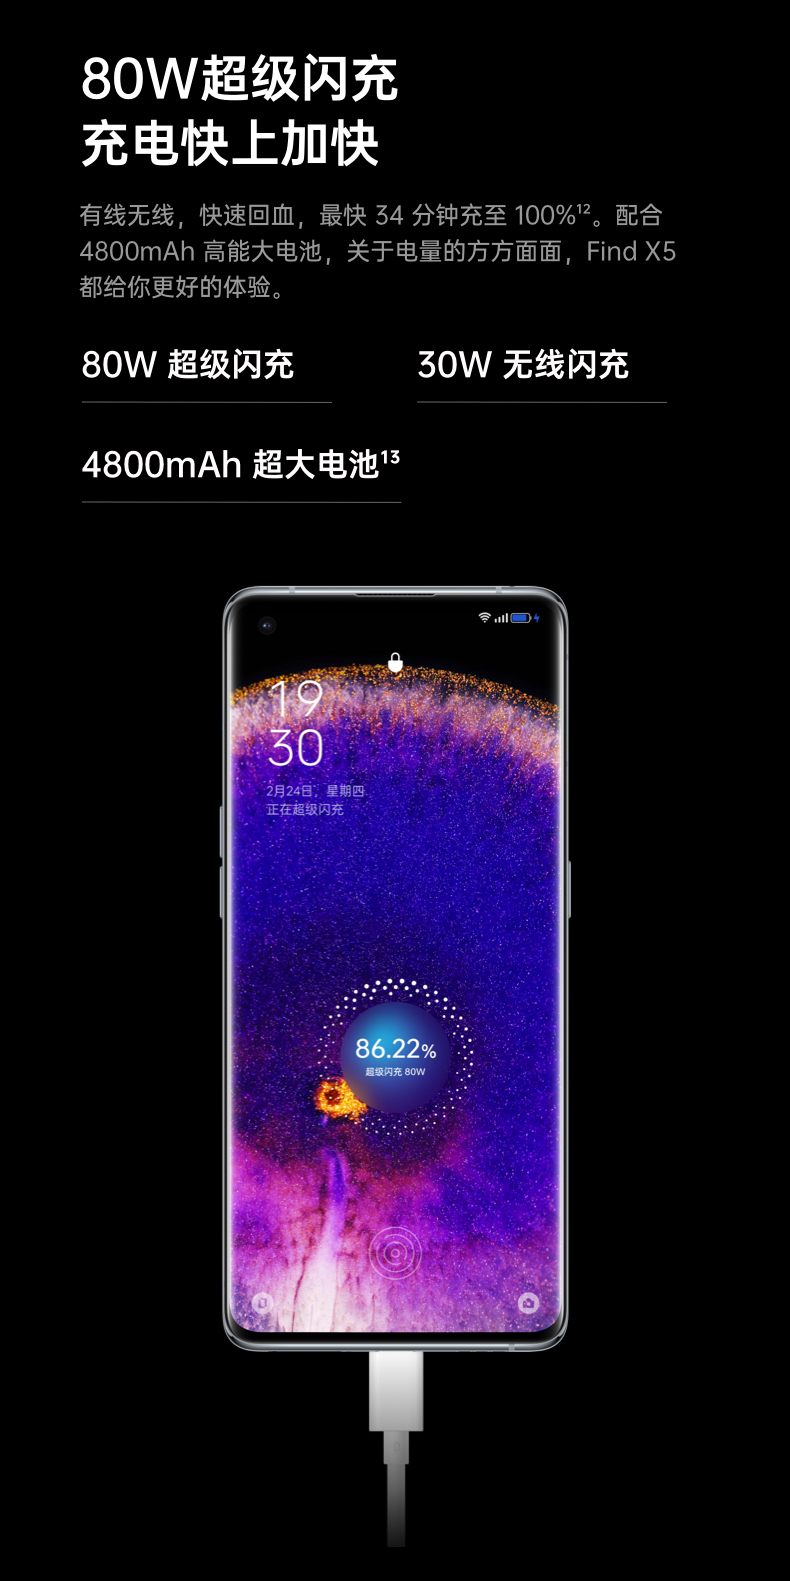 80W超级闪充
充电快上加快
有线无线，快速回血，最快 34 分钟充至 100%¹²。配合
4800mAh 高能大电池，关于电量的方方面面，Find X5
都给你更好的体验。
80W 超级闪充
30W 无线闪充
4800mAh 超大电池¹³
19
30
2月24日，星期四
正在超级闪充
86.22%
超级闪充 80W